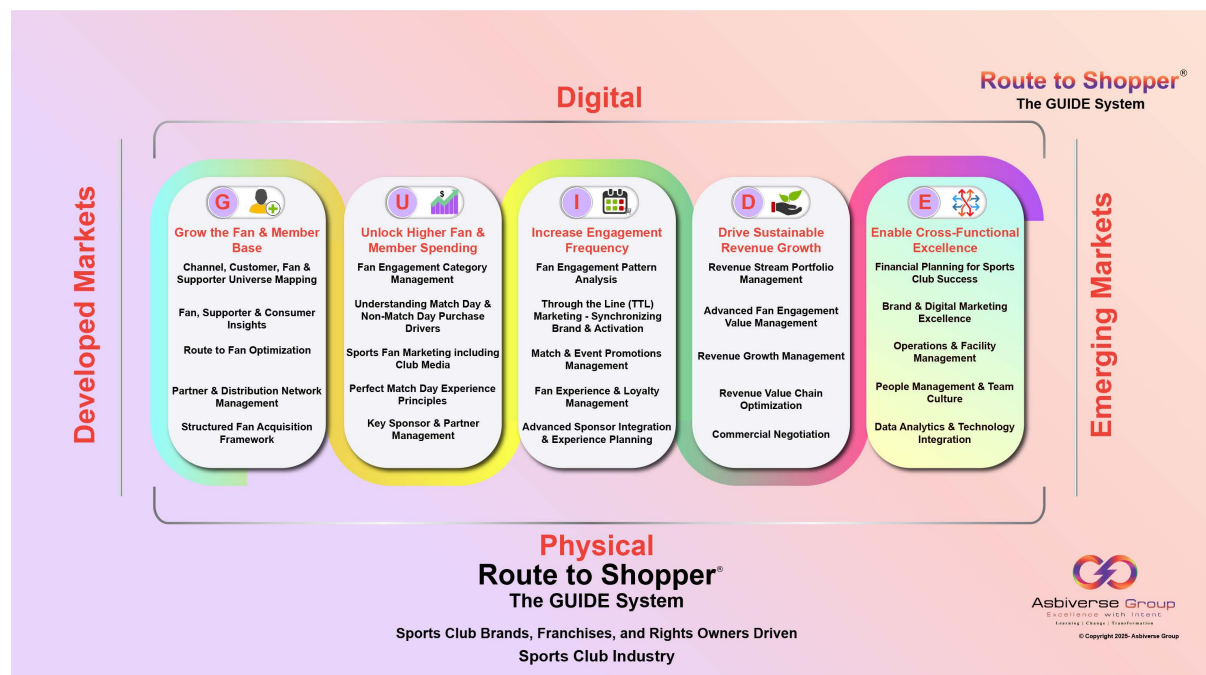 Digital
Route to Shopper®
The GUIDE System
Developed Markets
Emerging Markets
G
Grow the Fan & Member
Base
Channel, Customer, Fan &
Supporter Universe Mapping
Fan, Supporter & Consumer
Insights
Route to Fan Optimization
Partner & Distribution Network
Management
Structured Fan Acquisition
Framework
U
$
Unlock Higher Fan &
Member Spending
Fan Engagement Category
Management
Understanding Match Day &
Non-Match Day Purchase
Drivers
Sports Fan Marketing including
Club Media
Perfect Match Day Experience
Principles
Key Sponsor & Partner
Management
I
Increase Engagement
Frequency
Fan Engagement Pattern
Analysis
Through the Line (TTL)
Marketing - Synchronizing
Brand & Activation
Match & Event Promotions
Management
Fan Experience & Loyalty
Management
Advanced Sponsor Integration
& Experience Planning
D
Drive Sustainable
Revenue Growth
Revenue Stream Portfolio
Management
Advanced Fan Engagement
Value Management
Revenue Growth Management
Revenue Value Chain
Optimization
Commercial Negotiation
E
Enable Cross-Functional
Excellence
Financial Planning for Sports
Club Success
Brand & Digital Marketing
Excellence
Operations & Facility
Management
People Management & Team
Culture
Data Analytics & Technology
Integration
Physical
Route to Shopper®
The GUIDE System
Sports Club Brands, Franchises, and Rights Owners Driven
Sports Club Industry
Asbiverse Group
Excellence with Intent
Learning | Change | Transformation
© Copyright 2025- Asbiverse Group